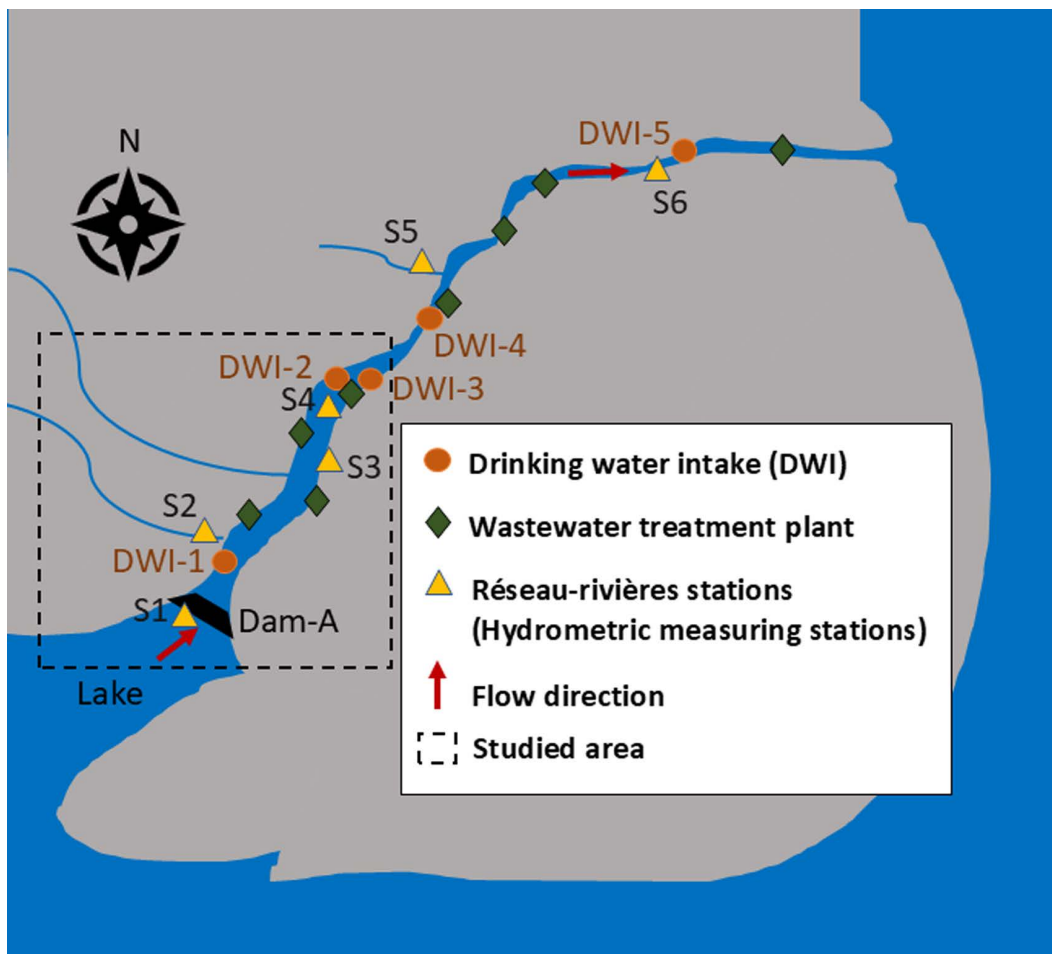 N
DWI-5
S6
S5
DWI-4
DWI-2
DWI-3
S4
S3
S2
DWI-1
S1
Dam-A
Lake
Drinking water intake (DWI)
Wastewater treatment plant
Réseau-rivières stations
(Hydrometric measuring stations)
Flow direction
Studied area